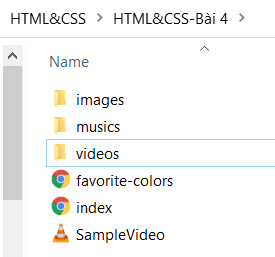 HTML&CSS > HTML&CSS-Bài 4 >
Name
images
musics
videos
favorite-colors
index
SampleVideo